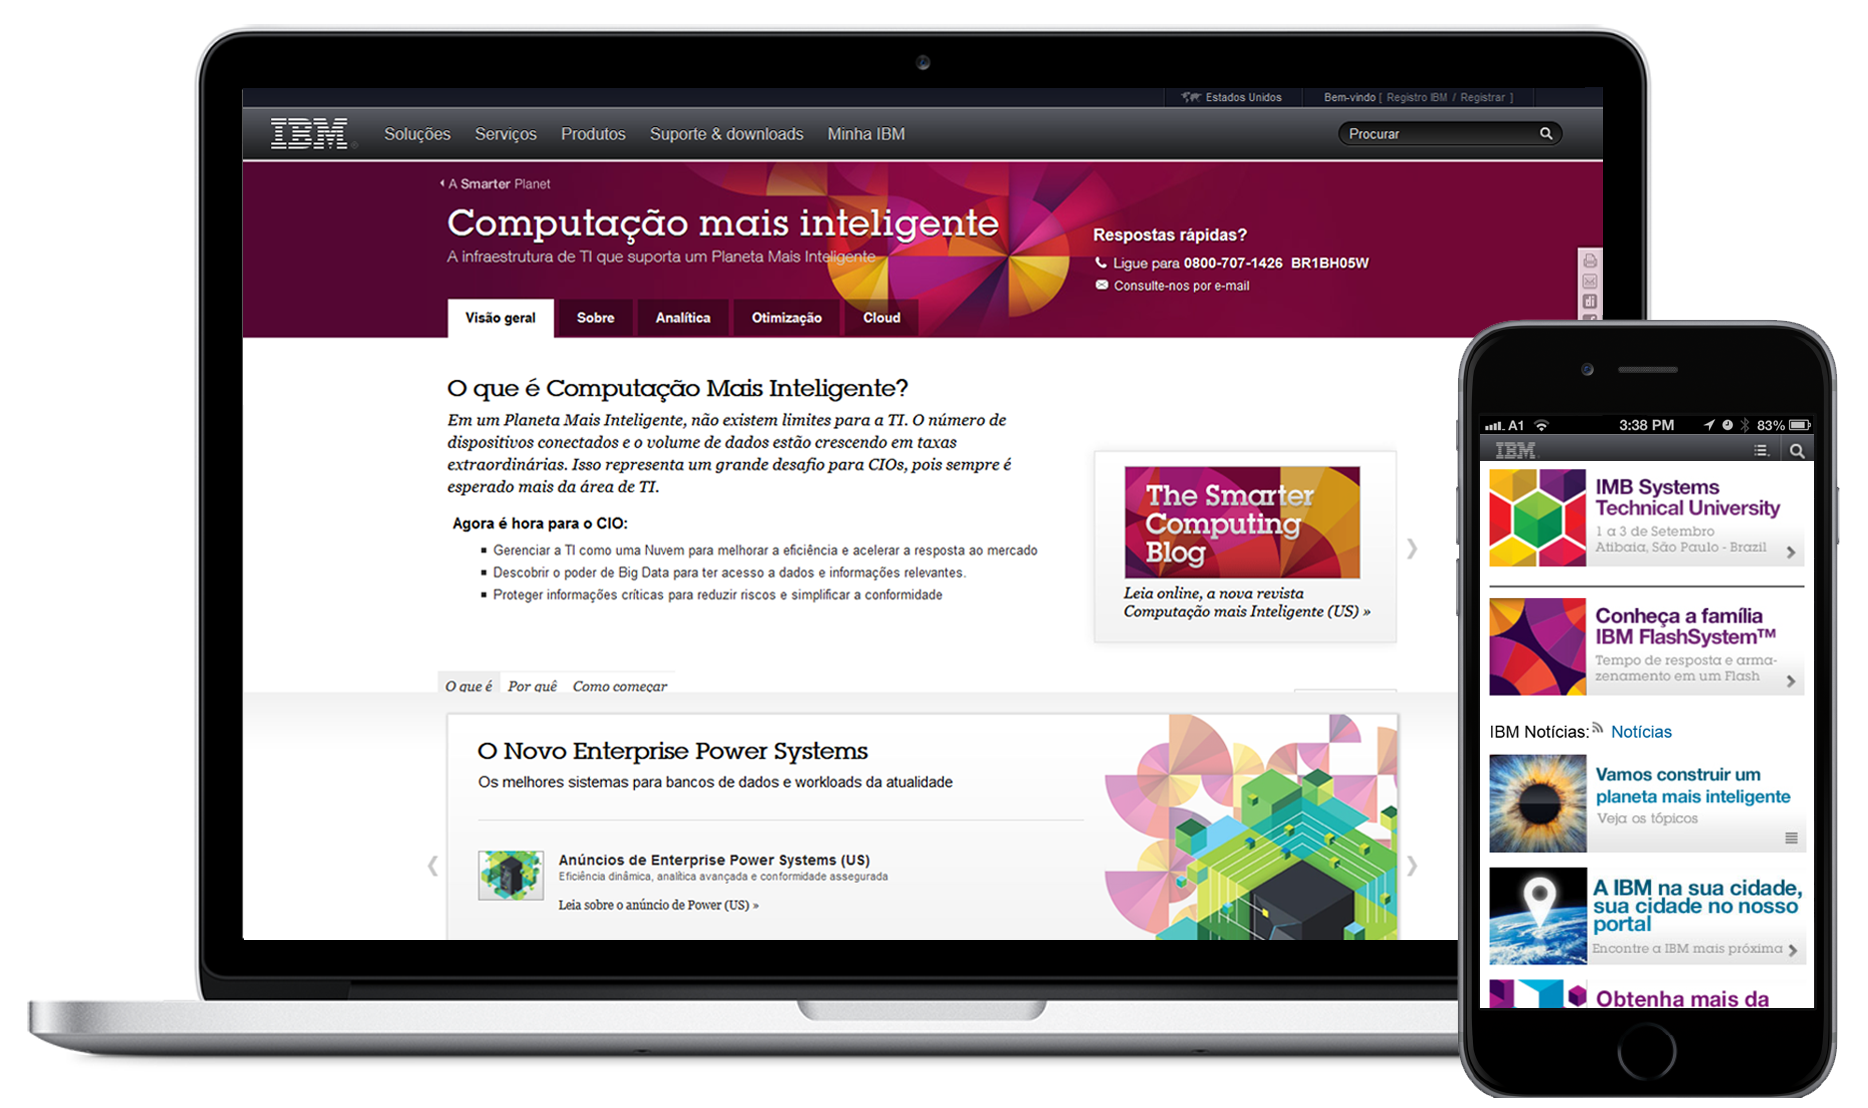 Estados Unidos
Bem-vindo [ Registro IBM / Registrar ]
IBM®
Soluções Serviços Produtos Suporte & downloads Minha IBM
Procurar
A Smarter Planet
Computação mais inteligente
A infraestrutura de TI que suporta um Planeta Mais Inteligente
Respostas rápidas?
Ligue para 0800-707-1426 BR1BH05W
Consulte-nos por e-mail
Visão geral Sobre Analítica Otimização Cloud
O que é Computação Mais Inteligente?
Em um Planeta Mais Inteligente, não existem limites para a TI. O número de
dispositivos conectados e o volume de dados estão crescendo em taxas
extraordinárias. Isso representa um grande desafio para CIOs, pois sempre é
esperado mais da área de TI.
Agora é hora para o CIO:
▪ Gerenciar a TI como uma Nuvem para melhorar a eficiência e acelerar a resposta ao mercado
▪ Descobrir o poder de Big Data para ter acesso a dados e informações relevantes.
▪ Proteger informações críticas para reduzir riscos e simplificar a conformidade
The Smarter
Computing
Blog
Leia online, a nova revista
Computação mais Inteligente (US) »
O que é Por quê Como começar
O Novo Enterprise Power Systems
Os melhores sistemas para bancos de dados e workloads da atualidade
Anúncios de Enterprise Power Systems (US)
Eficiência dinâmica, analítica avançada e conformidade assegurada
Leia sobre o anúncio de Power (US) »
A1 3:38 PM 83%
IBM
IMB Systems
Technical University
1 a 3 de Setembro
Atibaia, São Paulo - Brazil
Conheça a família
IBM FlashSystem™
Tempo de resposta e arma-
zenamento em um Flash
IBM Notícias: Notícias
Vamos construir um
planeta mais inteligente
Veja os tópicos
A IBM na sua cidade,
sua cidade no nosso
portal
Encontre a IBM mais próxima
Obtenha mais da